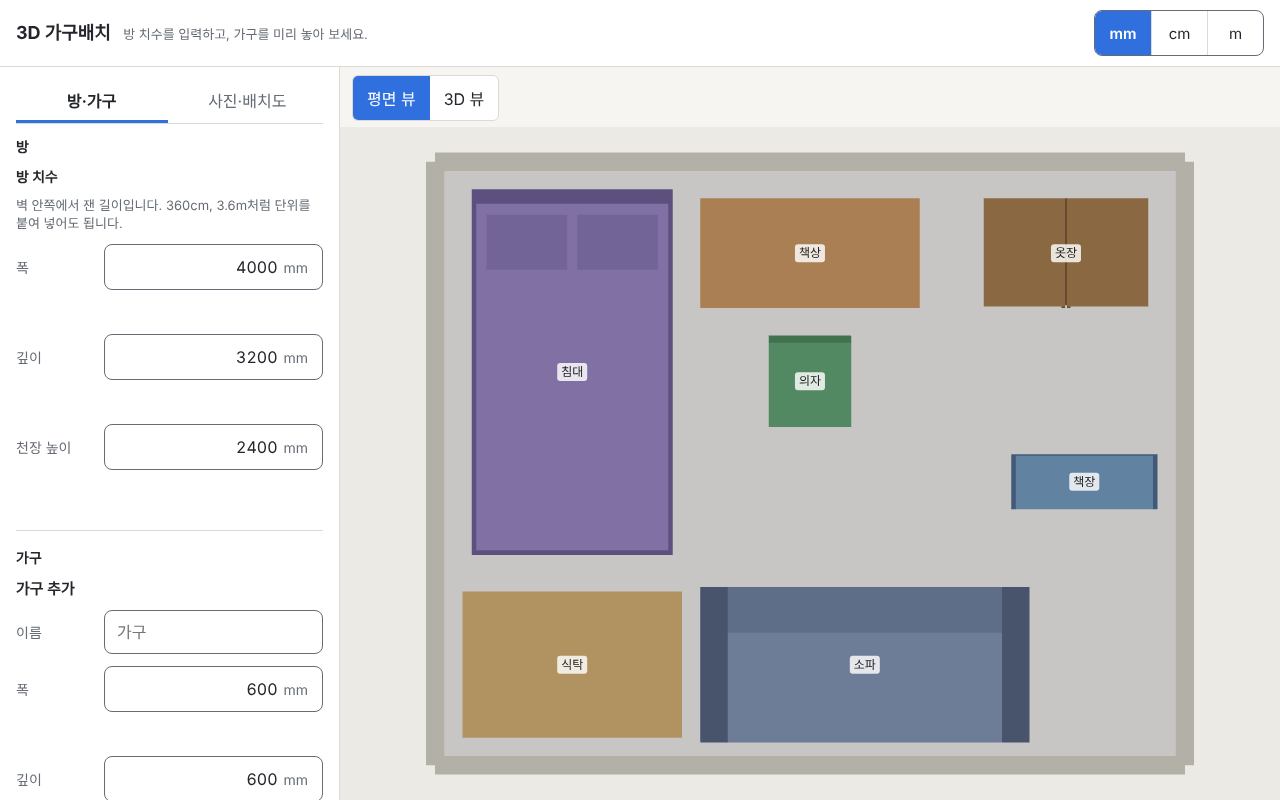 3D 가구배치
방 치수를 입력하고, 가구를 미리 놓아 보세요.
mm
cm
m
방·가구
사진·배치도
평면 뷰
3D 뷰
방
방 치수
벽 안쪽에서 잰 길이입니다. 360cm, 3.6m처럼 단위를
붙여 넣어도 됩니다.
폭
4000 mm
깊이
3200 mm
천장 높이
2400 mm
가구
가구 추가
이름
가구
폭
600 mm
깊이
600 mm
책상
옷장
침대
의자
책장
식탁
소파